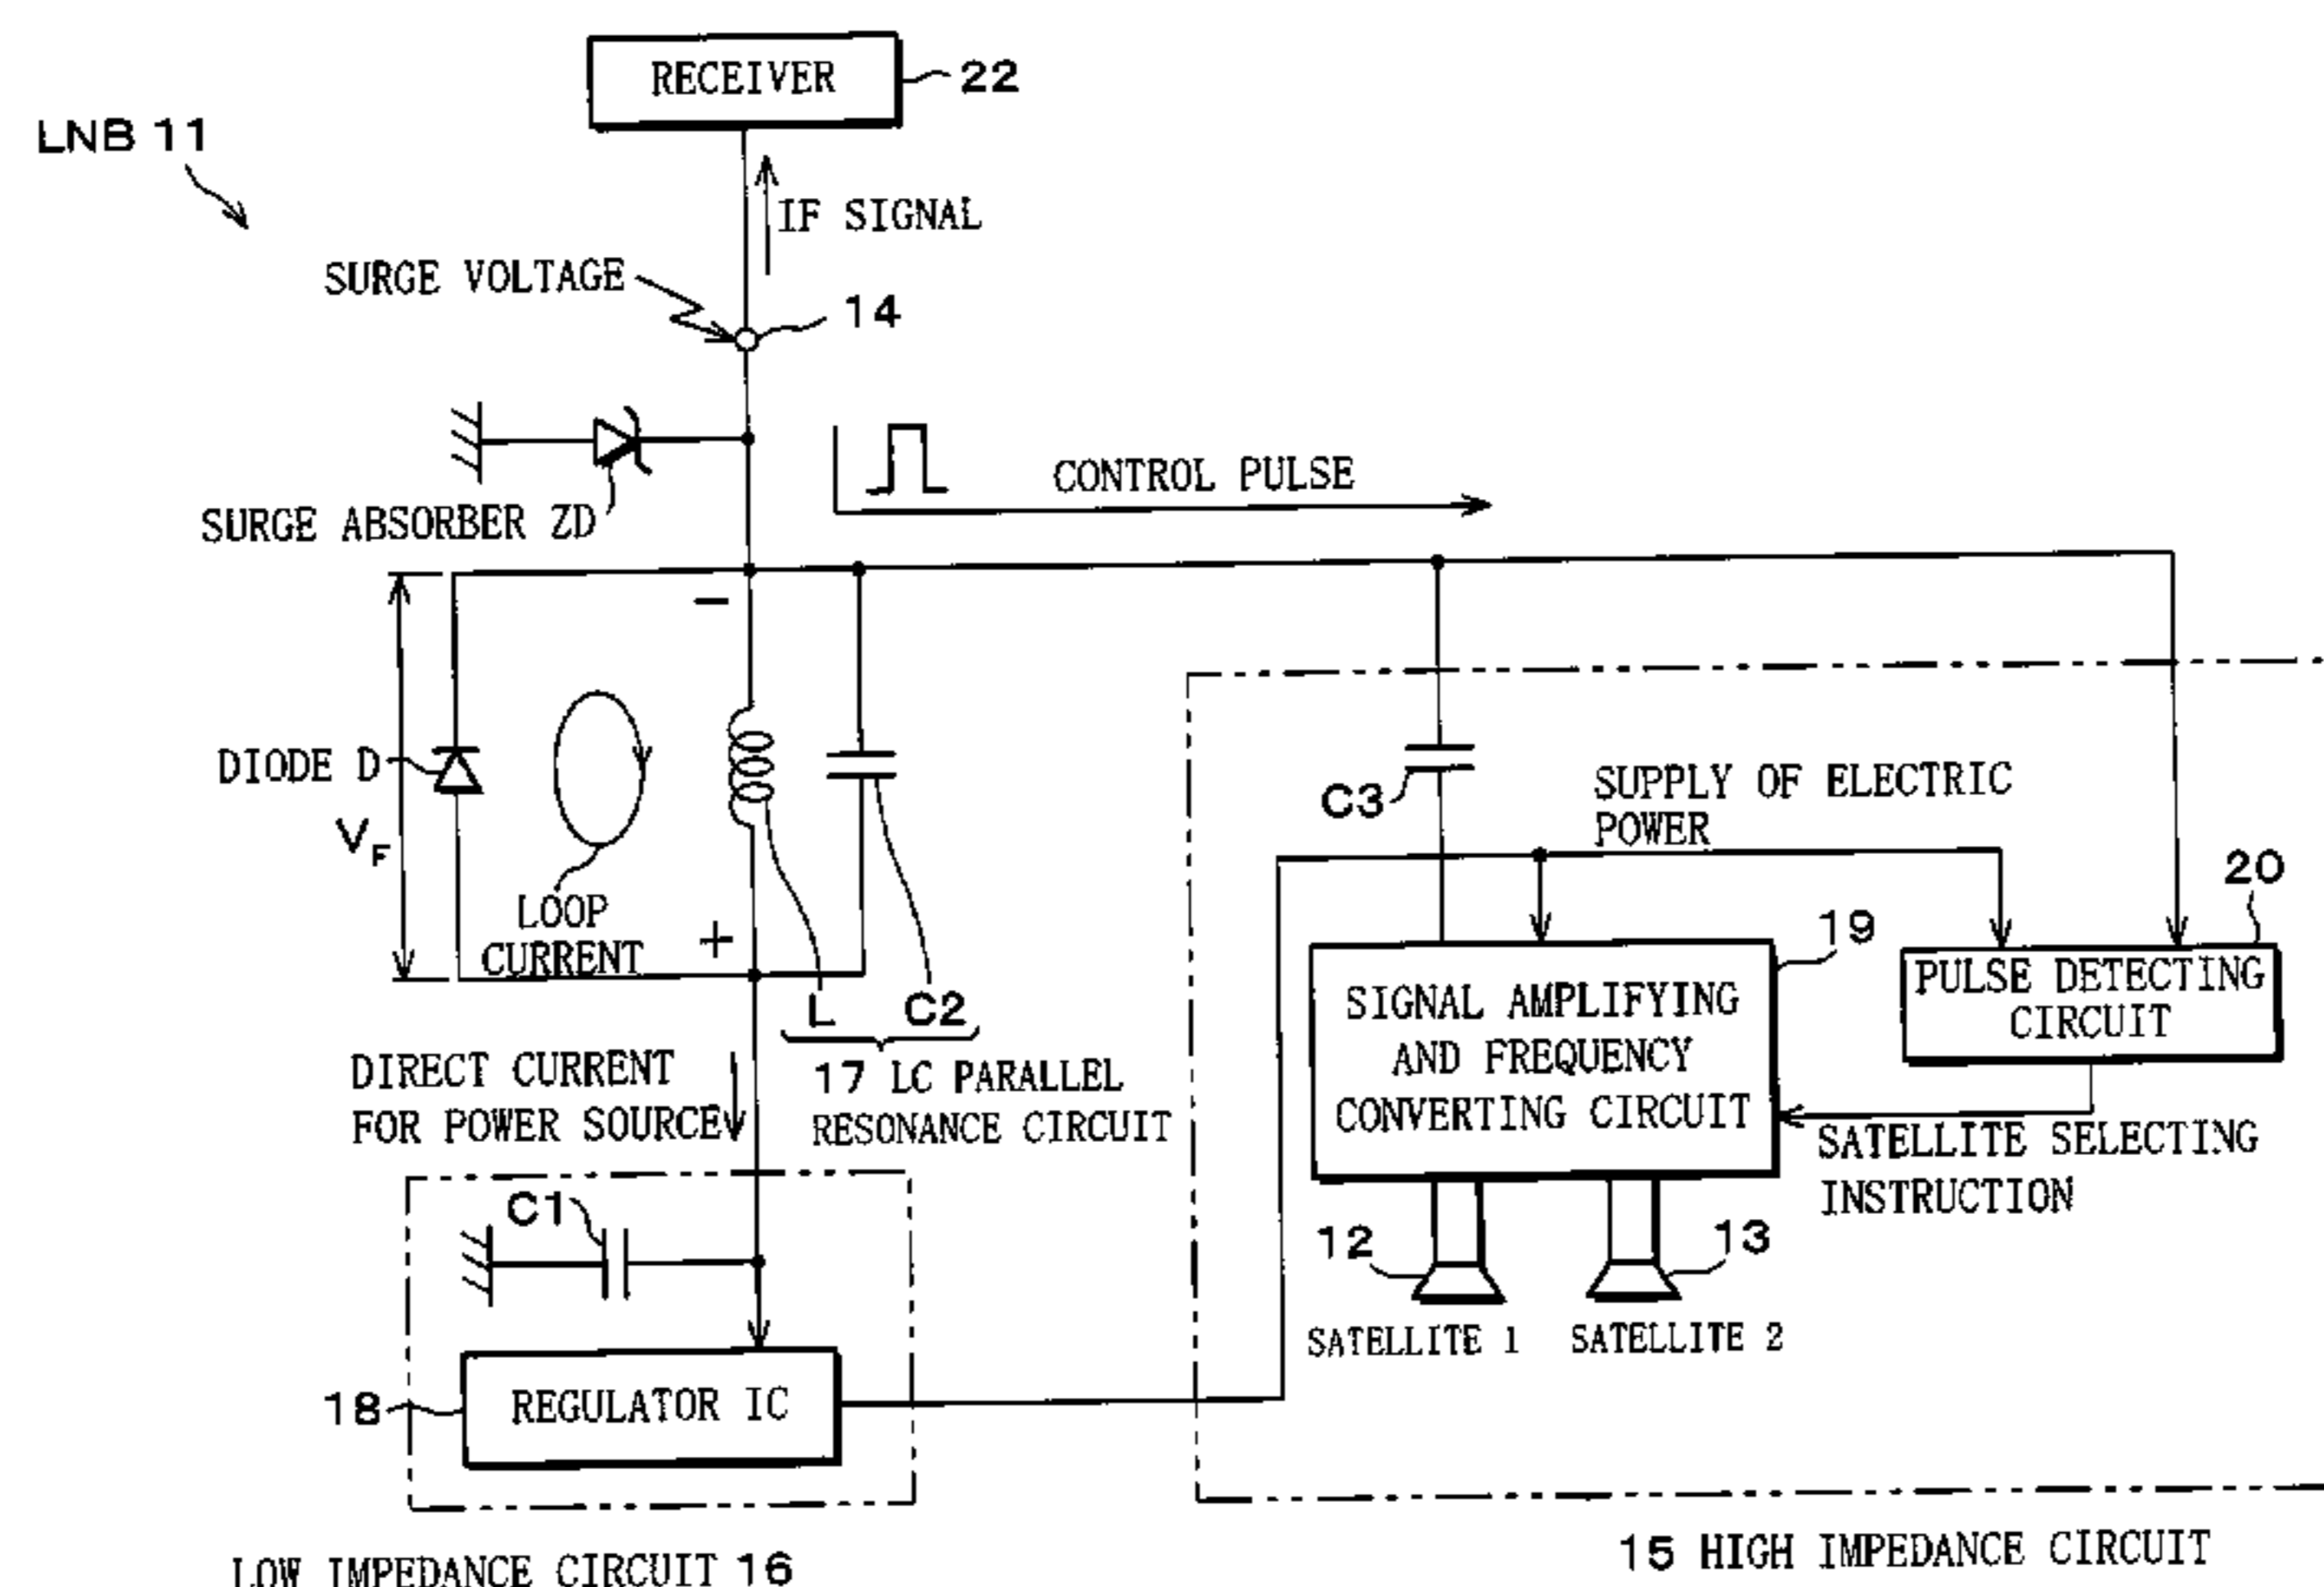 RECEIVER
22
LNB 11
IF SIGNAL
SURGE VOLTAGE
14
CONTROL PULSE
SURGE ABSORBER ZD
−
DIODE D
VF
LOOP
CURRENT
+
L
C2
17 LC PARALLEL
RESONANCE CIRCUIT
DIRECT CURRENT
FOR POWER SOURCE
C3
SUPPLY OF ELECTRIC
POWER
20
19
PULSE DETECTING
CIRCUIT
SIGNAL AMPLIFYING
AND FREQUENCY
CONVERTING CIRCUIT
SATELLITE SELECTING
INSTRUCTION
12
13
SATELLITE 1
SATELLITE 2
C1
18
REGULATOR IC
LOW IMPEDANCE CIRCUIT 16
15 HIGH IMPEDANCE CIRCUIT